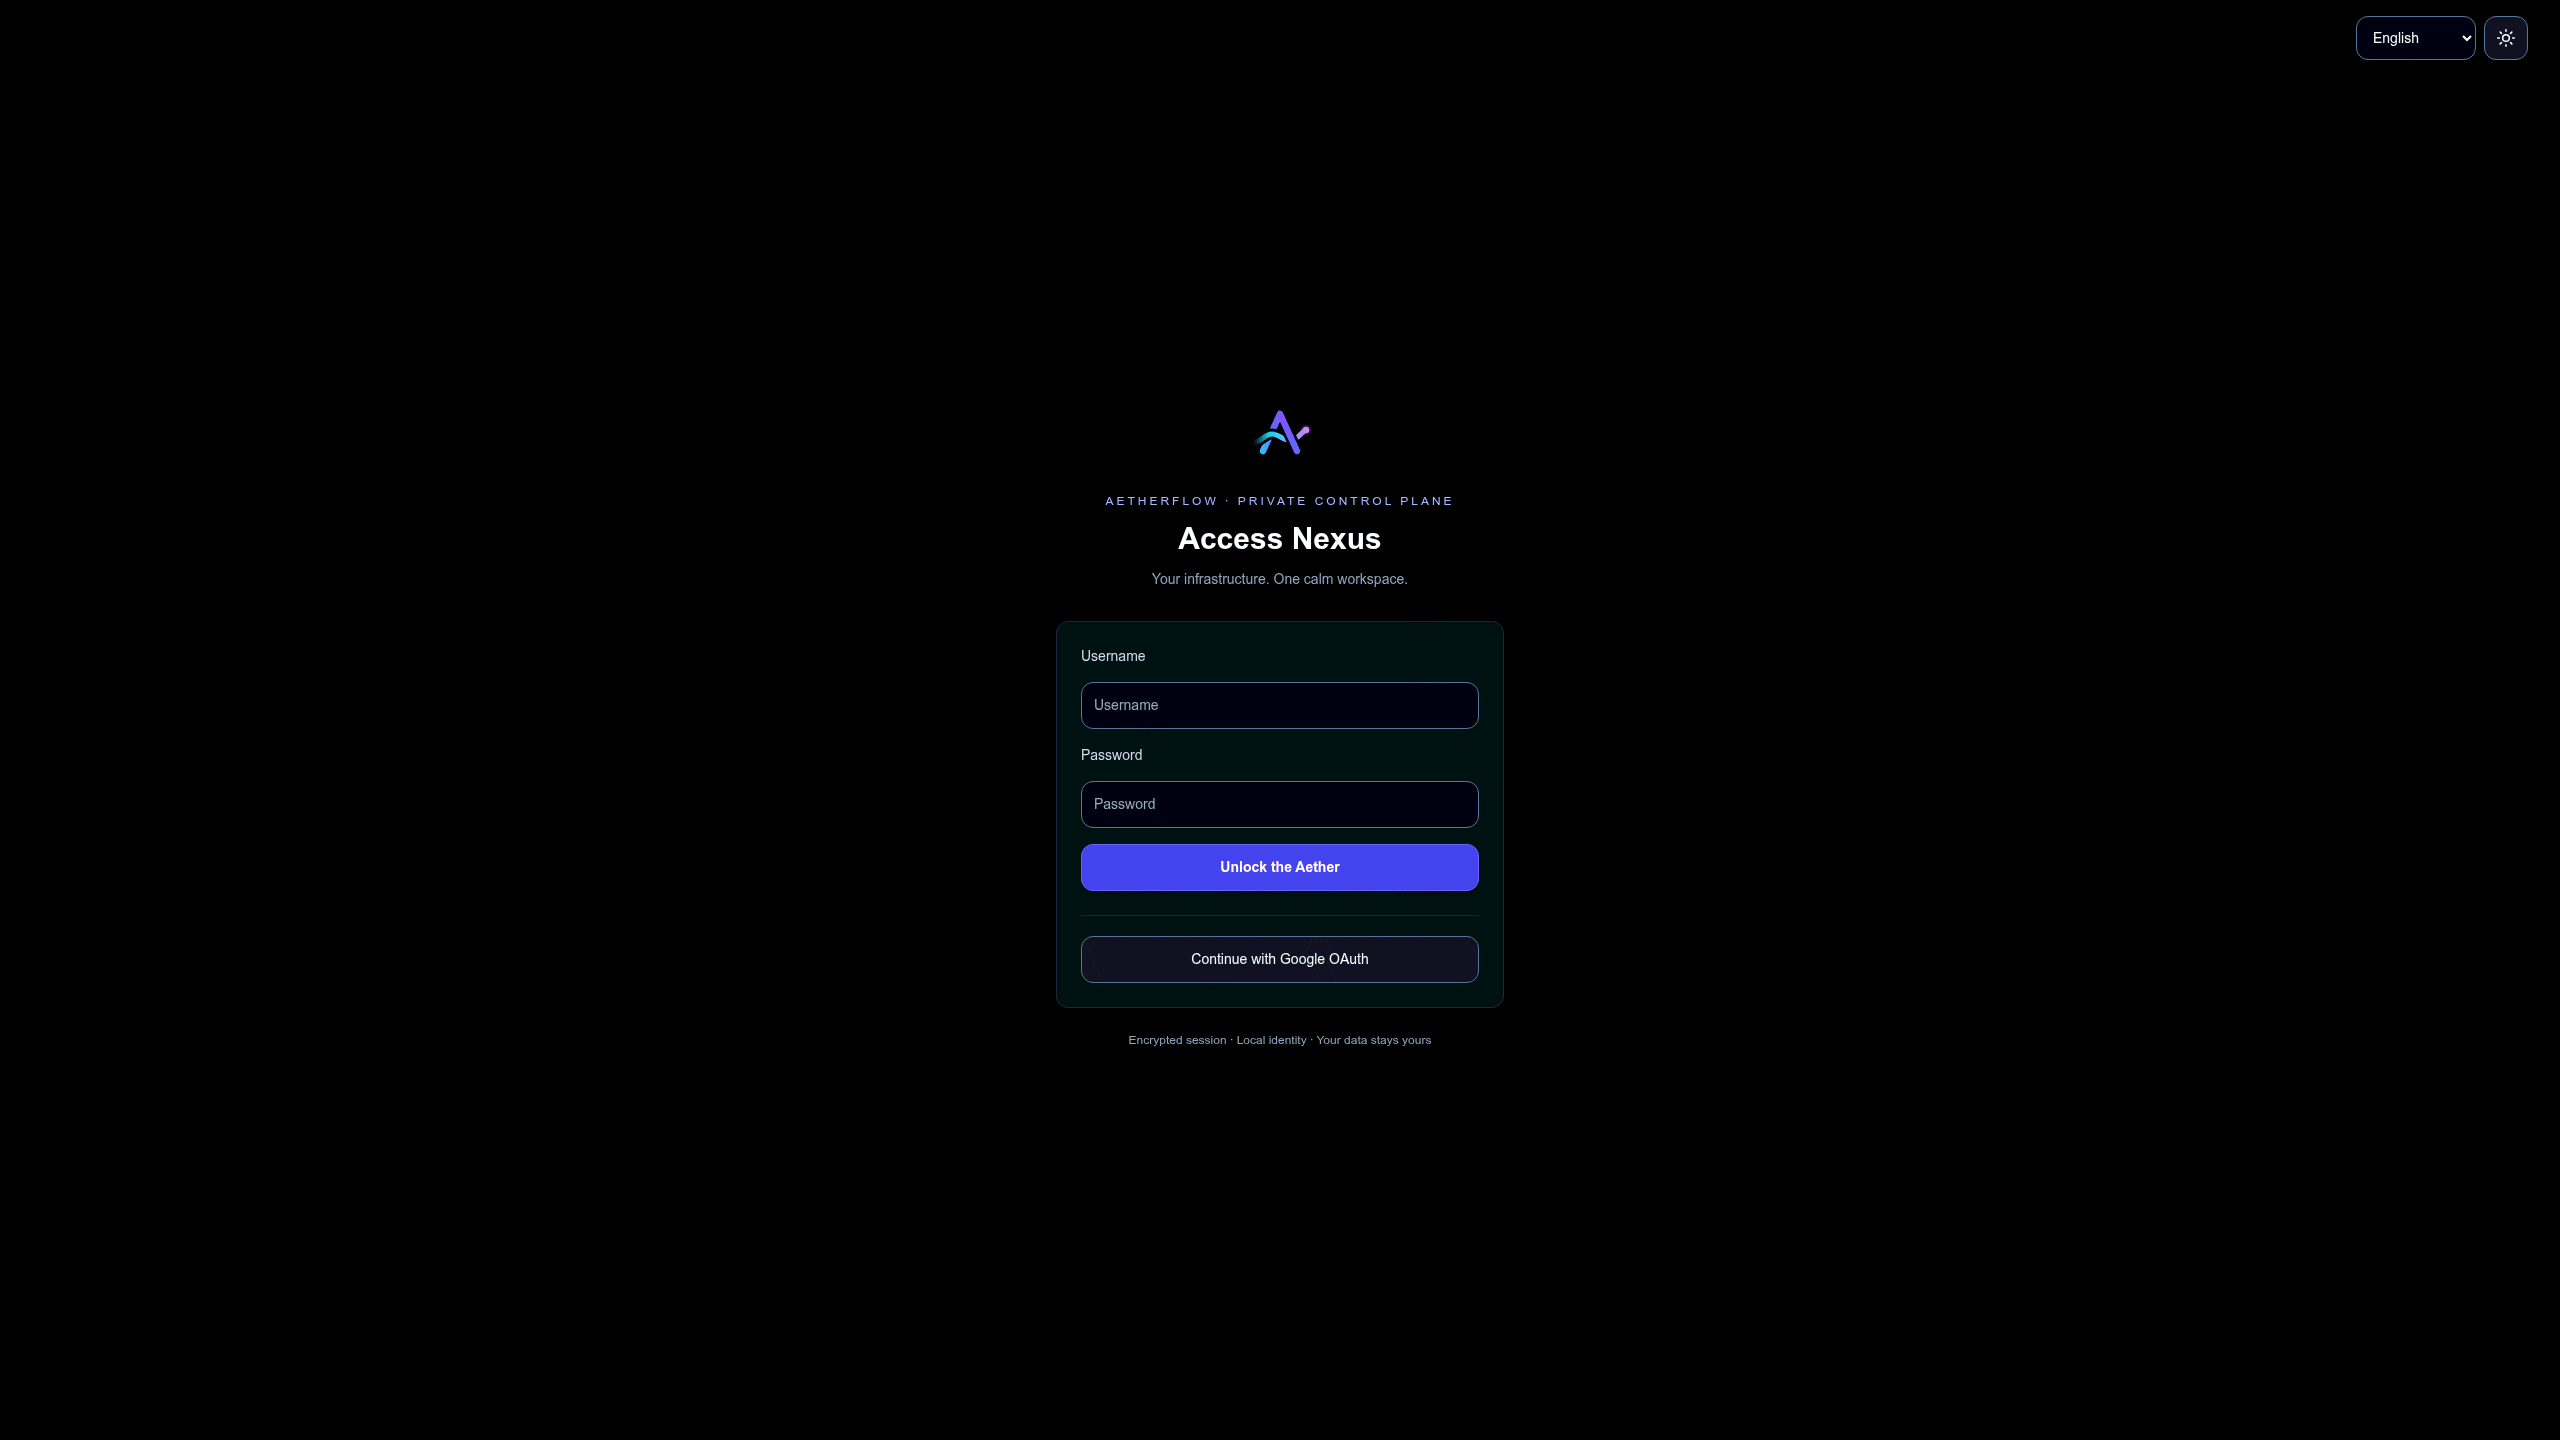 English
AETHERFLOW · PRIVATE CONTROL PLANE
Access Nexus
Your infrastructure. One calm workspace.
Username
Username
Password
Password
Unlock the Aether
Continue with Google OAuth
Encrypted session · Local identity · Your data stays yours